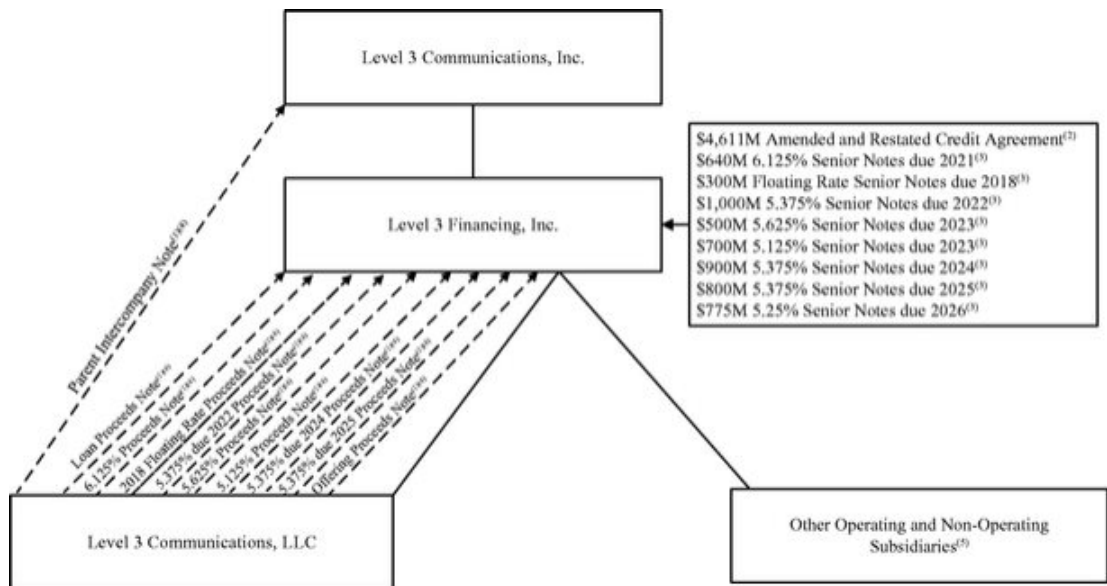 Level 3 Communications, Inc.
$4,611M Amended and Restated Credit Agreement(2)
$640M 6.125% Senior Notes due 2021(3)
$300M Floating Rate Senior Notes due 2018(3)
$1,000M 5.375% Senior Notes due 2022(3)
$500M 5.625% Senior Notes due 2023(3)
$700M 5.125% Senior Notes due 2023(3)
$900M 5.375% Senior Notes due 2024(3)
$800M 5.375% Senior Notes due 2025(3)
$775M 5.25% Senior Notes due 2026(3)
Level 3 Financing, Inc.
Parent Intercompany Note
Loan Proceeds Note
6.125% Proceeds Note
2018 Floating Rate Proceeds Note
5.375% due 2022 Proceeds Note
5.625% Proceeds Note
5.125% Proceeds Note
5.375% due 2024 Proceeds Note
5.375% due 2025 Proceeds Note
Offering Proceeds Note
Level 3 Communications, LLC
Other Operating and Non-Operating
Subsidiaries(5)